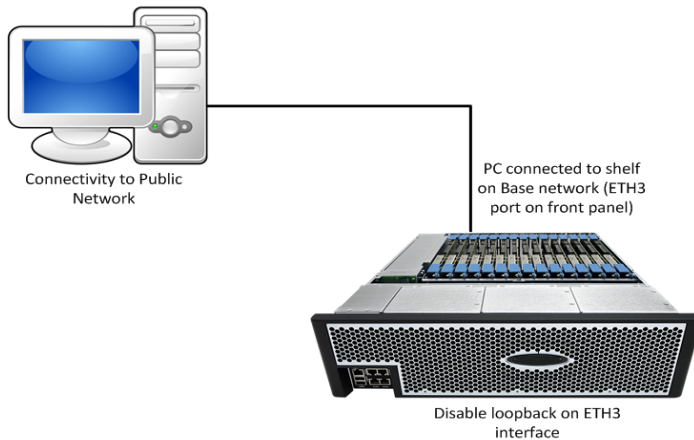 Connectivity to Public
Network
PC connected to shelf
on Base network (ETH3
port on front panel)
Disable loopback on ETH3
interface